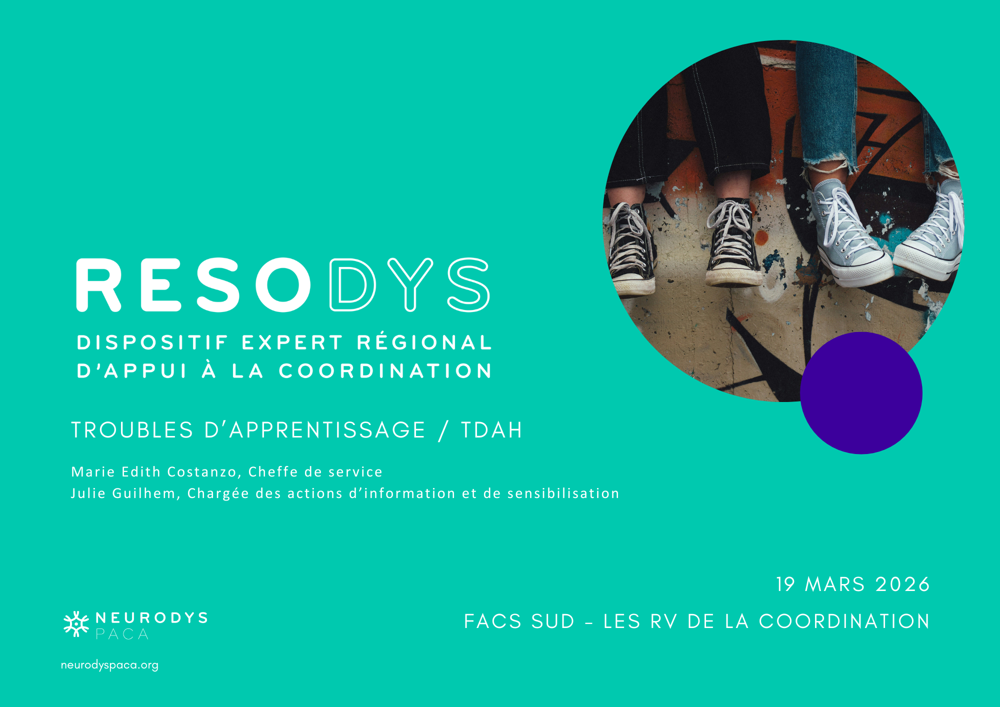 RESODYS
DISPOSITIF EXPERT RÉGIONAL
D'APPUI À LA COORDINATION
TROUBLES D’APPRENTISSAGE / TDAH
Marie Edith Costanzo, Cheffe de service
Julie Guilhem, Chargée des actions d’information et de sensibilisation
19 MARS 2026
FACS SUD – LES RV DE LA COORDINATION
NEURODYS
PACA
neurodyspaca.org